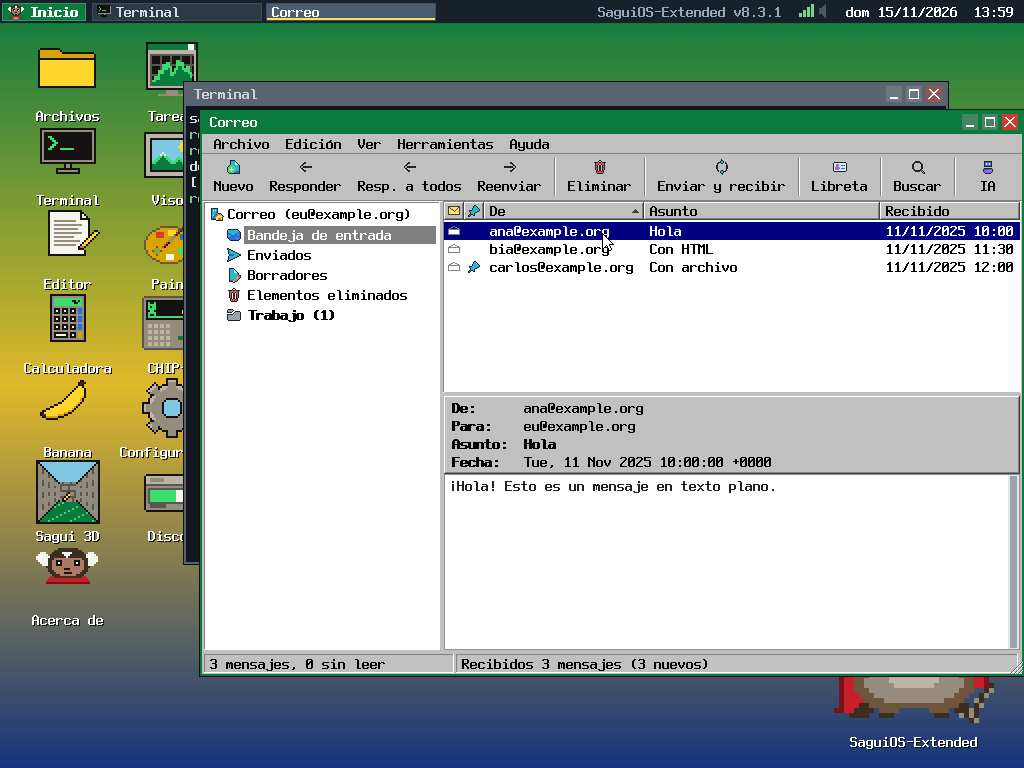 Inicio
Terminal
Correo
SaguiOS-Extended v8.3.1
dom 15/11/2026
13:59
Archivos
Terminal
Editor
Calculadora
Banana
Sagui 3D
Acerca de
Terminal
Correo
Archivo Edición Ver Herramientas Ayuda
Nuevo Responder Resp. a todos Reenviar Eliminar Enviar y recibir Libreta Buscar IA
Correo (eu@example.org)
Bandeja de entrada
Enviados
Borradores
Elementos eliminados
Trabajo (1)
De Asunto Recibido
ana@example.org Hola 11/11/2025 10:00
bia@example.org Con HTML 11/11/2025 11:30
carlos@example.org Con archivo 11/11/2025 12:00
De: ana@example.org
Para: eu@example.org
Asunto: Hola
Fecha: Tue, 11 Nov 2025 10:00:00 +0000
¡Hola! Esto es un mensaje en texto plano.
3 mensajes, 0 sin leer
Recibidos 3 mensajes (3 nuevos)
SaguiOS-Extended